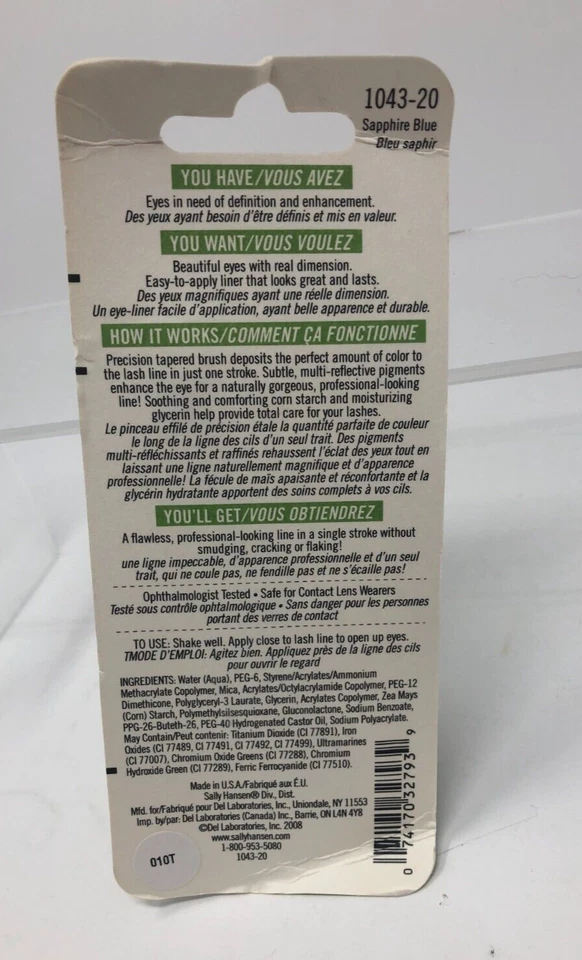 1043-20
Sapphire Blue
Bleu saphir
YOU HAVE/VOUS AVEZ
Eyes in need of definition and enhancement.
Des yeux ayant besoin d'être définis et mis en valeur.
YOU WANT/VOUS VOULEZ
Beautiful eyes with real dimension.
Easy-to-apply liner that looks great and lasts.
Des yeux magnifiques ayant une réelle dimension.
Un eye-liner facile d'application, ayant belle apparence et durable.
HOW IT WORKS/COMMENT ÇA FONCTIONNE
Precision tapered brush deposits the perfect amount of color to
the lash line in just one stroke. Subtle, multi-reflective pigments
enhance the eye for a naturally gorgeous, professional-looking
line! Soothing and comforting corn starch and moisturizing
glycerin help provide total care for your lashes.
Le pinceau effilé de précision étale la quantité parfaite de couleur
le long de la ligne des cils d'un seul trait. Des pigments
multi-réfléchissants et raffinés rehaussent l'éclat des yeux tout en
laissant une ligne naturellement magnifique et d'apparence
professionnelle! La fécule de maïs apaisante et réconfortante et la
glycérin hydratante apportent des soins complets à vos cils.
YOU'LL GET/VOUS OBTIENDREZ
A flawless, professional-looking line in a single stroke without
smudging, cracking or flaking!
une ligne impeccable, d'apparence professionnelle et d'un seul
trait, qui ne coule pas, ne fendille pas et ne s'écaille pas!
Ophthalmologist Tested • Safe for Contact Lens Wearers
Testé sous contrôle ophtalmologique • Sans danger pour les personnes
portant des verres de contact
TO USE: Shake well. Apply close to lash line to open up eyes.
TMODE D'EMPLOI: Agitez bien. Appliquez près de la ligne des cils
pour ouvrir le regard
INGREDIENTS: Water (Aqua), PEG-6, Styrene/Acrylates/Ammonium
Methacrylate Copolymer, Mica, Acrylates/Octylacrylamide Copolymer, PEG-12
Dimethicone, Polyglyceryl-3 Laurate, Glycerin, Acrylates Copolymer, Zea Mays
(Corn) Starch, Polymethylsilsesquioxane, Gluconolactone, Sodium Benzoate,
PPG-26-Buteth-26, PEG-40 Hydrogenated Castor Oil, Sodium Polyacrylate.
May Contain/Peut contenir: Titanium Dioxide (CI 77891), Iron
Oxides (CI 77489, CI 77491, CI 77492, CI 77499), Ultramarines
(CI 77007), Chromium Oxide Greens (CI 77288), Chromium
Hydroxide Green (CI 77289), Ferric Ferrocyanide (CI 77510).
Made in U.S.A/Fabriqué aux É.U.
Sally Hansen® Div., Dist.
Mfd. for/Fabriqué pour Del Laboratories, Inc., Uniondale, NY 11553
Imp. by/par: Del Laboratories (Canada) Inc., Barrie, ON L4N 4Y8
©Del Laboratories, Inc. 2008
www.sallyhansen.com
1-800-953-5080
1043-20
010T
0 74170 32793 9